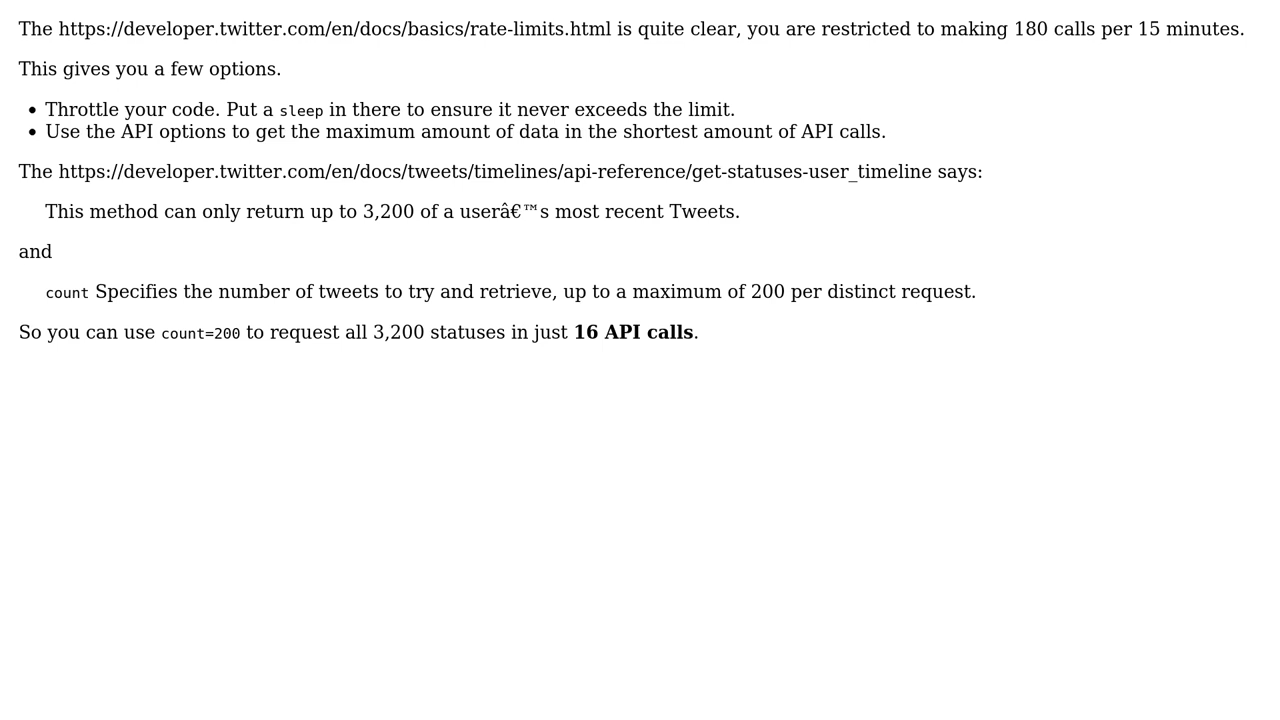 The https://developer.twitter.com/en/docs/basics/rate-limits.html is quite clear, you are restricted to making 180 calls per 15 minutes.
This gives you a few options.
• Throttle your code. Put a sleep in there to ensure it never exceeds the limit.
• Use the API options to get the maximum amount of data in the shortest amount of API calls.
The https://developer.twitter.com/en/docs/tweets/timelines/api-reference/get-statuses-user_timeline says:
This method can only return up to 3,200 of a userâ€™s most recent Tweets.
and
count Specifies the number of tweets to try and retrieve, up to a maximum of 200 per distinct request.
So you can use count=200 to request all 3,200 statuses in just 16 API calls.